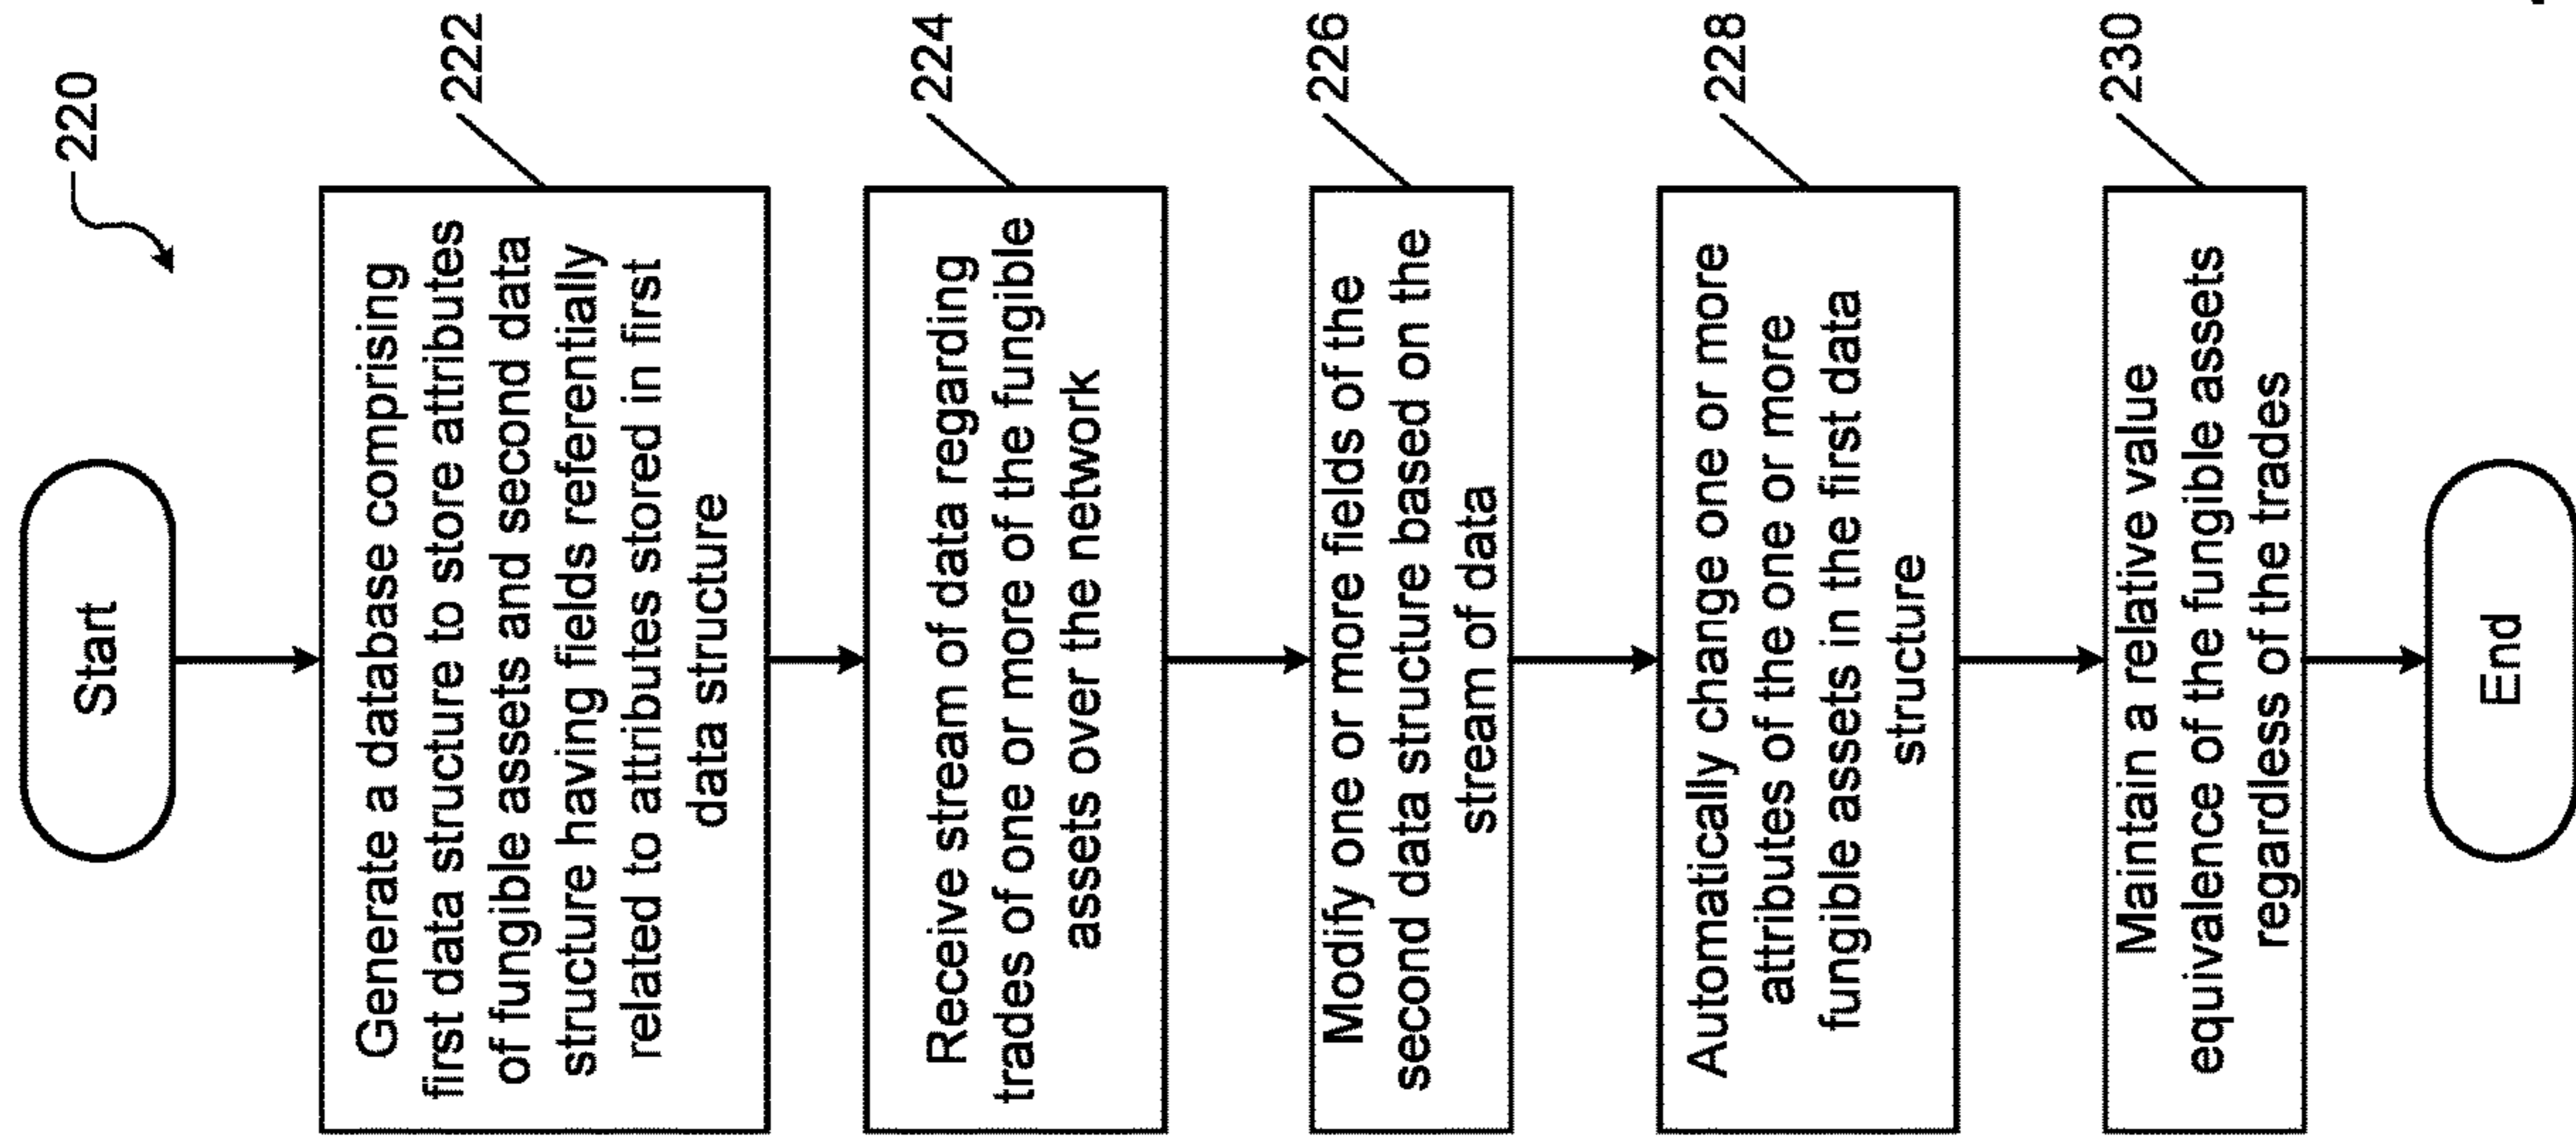 220
Start
Generate a database comprising
first data structure to store attributes
of fungible assets and second data
structure having fields referentially
related to attributes stored in first
data structure
222
Receive stream of data regarding
trades of one or more of the fungible
assets over the network
224
Modify one or more fields of the
second data structure based on the
stream of data
226
Automatically change one or more
attributes of the one or more
fungible assets in the first data
structure
228
Maintain a relative value
equivalence of the fungible assets
regardless of the trades
230
End